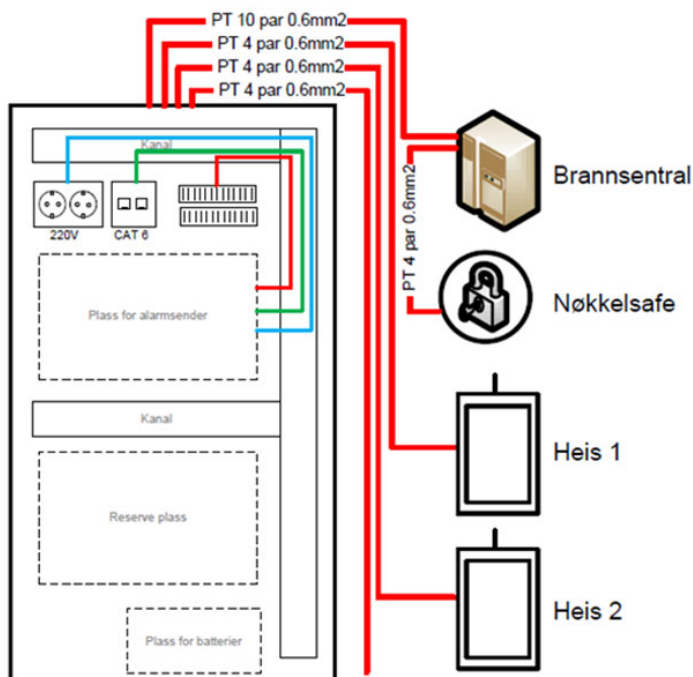 PT 10 par 0.6mm2
PT 4 par 0.6mm2
PT 4 par 0.6mm2
PT 4 par 0.6mm2
Kanal
220V
CAT 6
Plass for alarmsender
Kanal
Reserve plass
Plass for batterier
PT 4 par 0.6mm2
Brannsentral
Nøkkelsafe
Heis 1
Heis 2